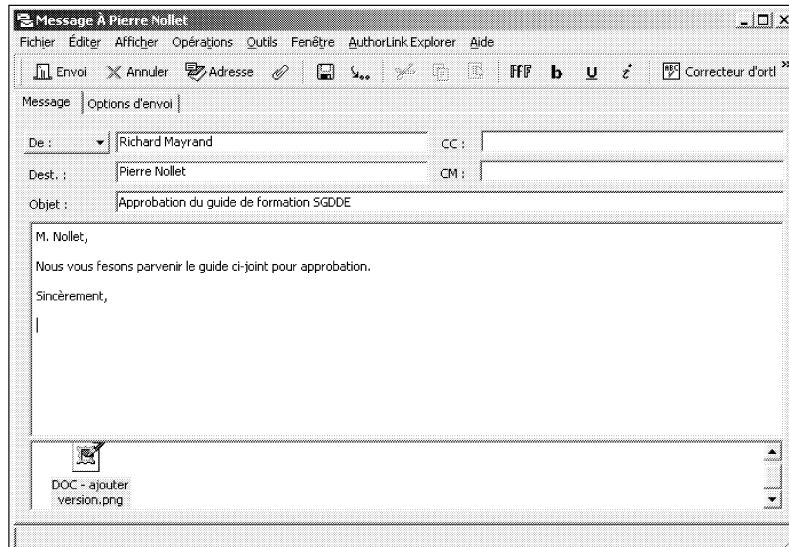 Message À Pierre Nollet
Fichier Éditer Afficher Opérations Outils Fenêtre AuthorLink Explorer Aide
Envoi Annuler Adresse b u i ABC Correcteur d'ortl »
Message Options d'envoi
De : Richard Mayrand CC :
Dest. : Pierre Nollet CM :
Objet : Approbation du guide de formation SGDDE
M. Nollet,
Nous vous fesons parvenir le guide ci-joint pour approbation.
Sincèrement,
DOC - ajouter
version.png